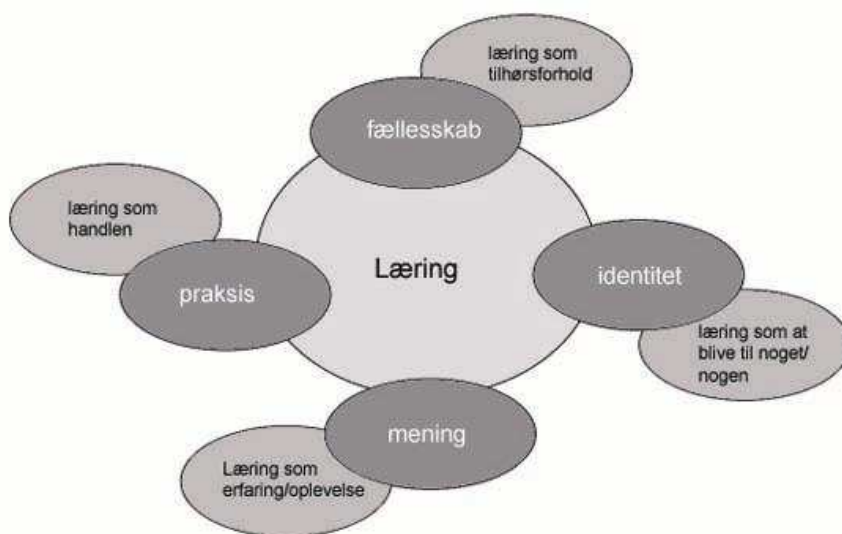 læring som
tilhørsforhold
fællesskab
læring som
handlen
praksis
Læring
identitet
læring som at
blive til noget/
nogen
mening
Læring som
erfaring/oplevelse